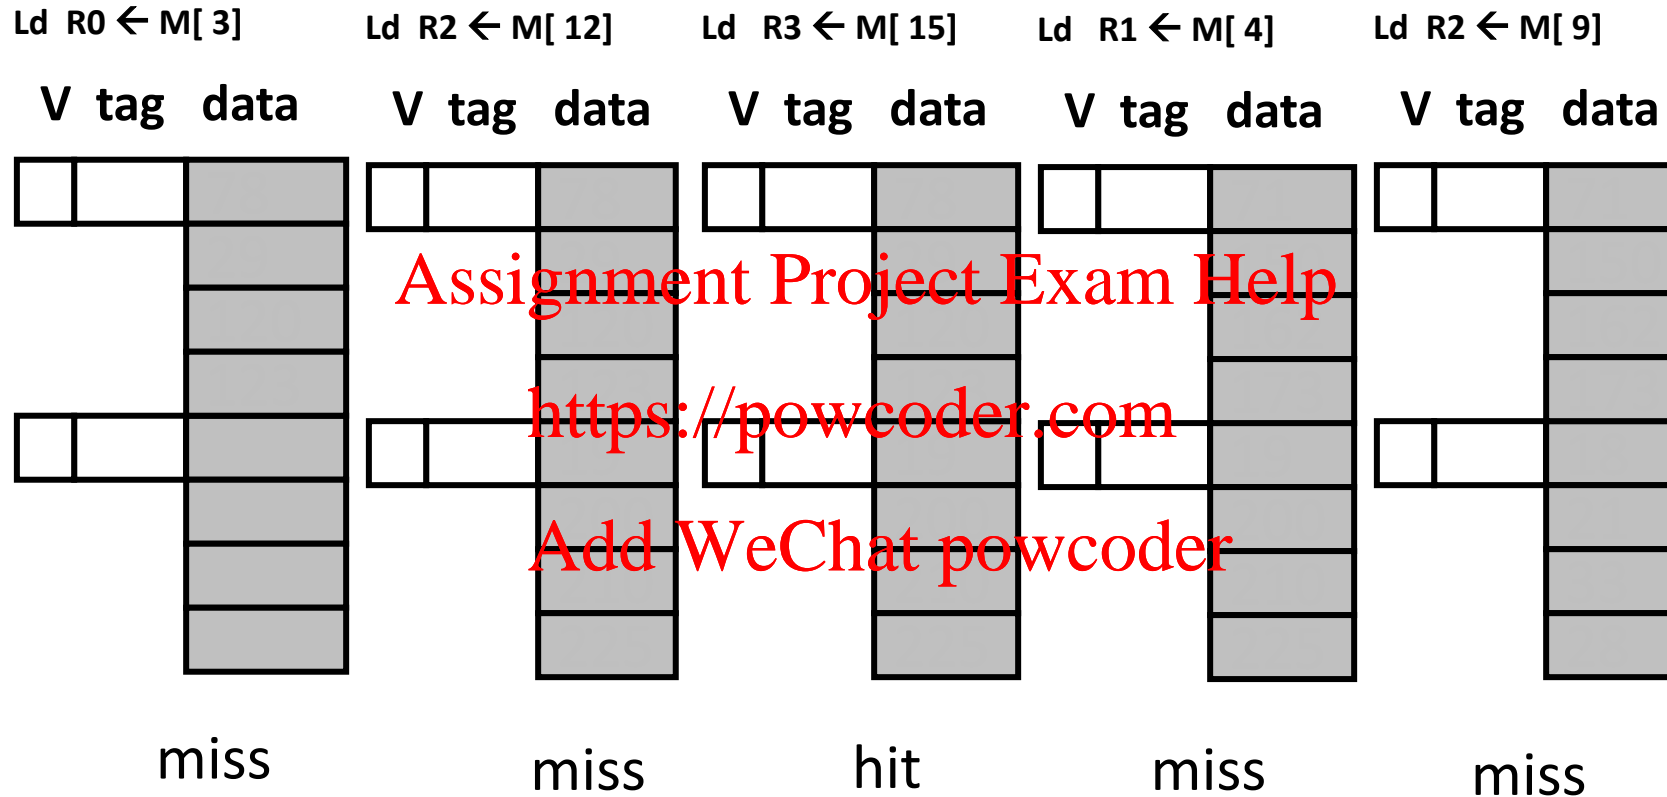 Ld R0 ← M[ 3] Ld R2 ← M[ 12] Ld R3 ← M[ 15] Ld R1 ← M[ 4] Ld R2 ← M[ 9]
V tag data V tag data V tag data V tag data V tag data
Assignment Project Exam Help
https://powcoder.com
Add WeChat powcoder
miss miss hit miss miss